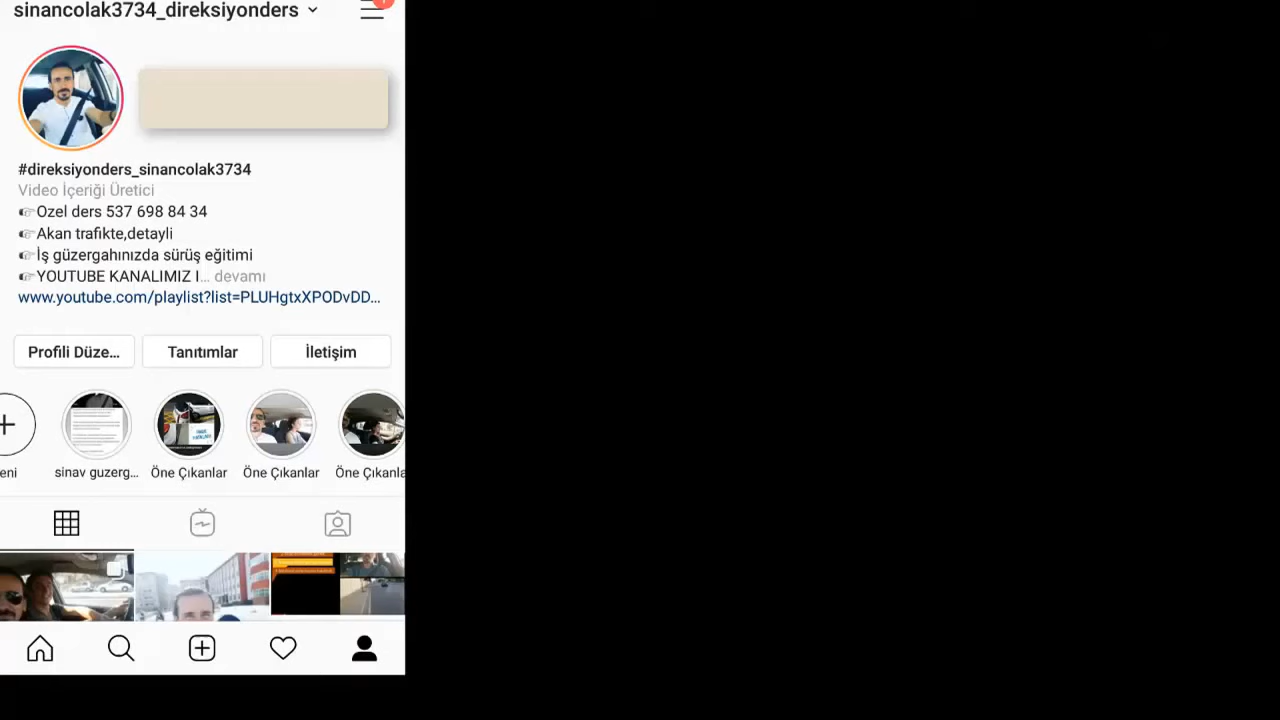 sinancolak3734_direksiyonders
#direksiyonders_sinancolak3734
Video İçeriği Üretici
Ozel ders 537 698 84 34
Akan trafikte,detayli
İş güzergahınızda sürüş eğitimi
YOUTUBE KANALIMIZ I... devamı
www.youtube.com/playlist?list=PLUHgtxXPODvDD...
Profili Düze... Tanıtımlar İletişim
eni sinav guzerg... Öne Çıkanlar Öne Çıkanlar Öne Çıkanla